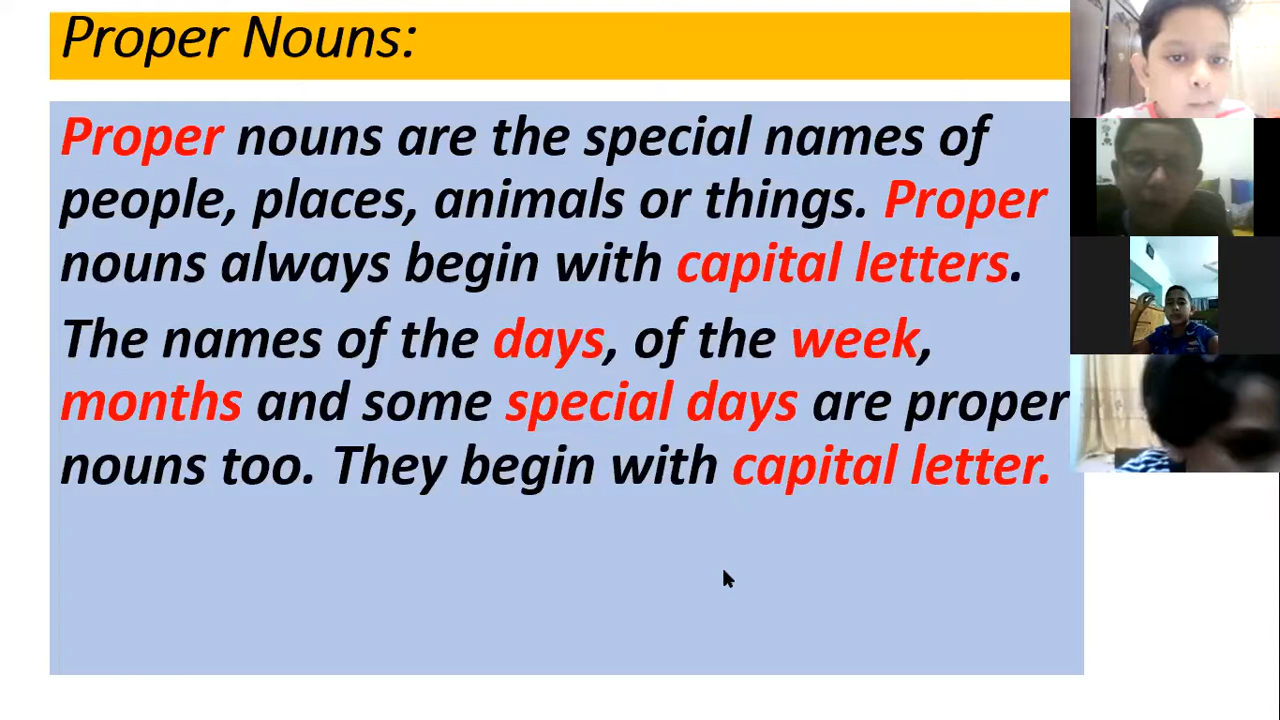 Proper Nouns:
Proper nouns are the special names of
people, places, animals or things. Proper
nouns always begin with capital letters.
The names of the days, of the week,
months and some special days are proper
nouns too. They begin with capital letter.